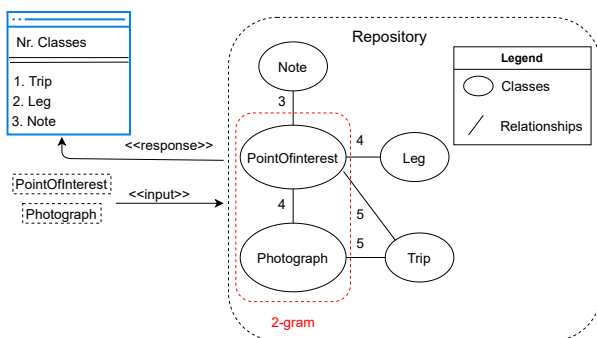 Nr. Classes
1. Trip
2. Leg
3. Note
<<response>>
PointOfInterest
Photograph
<<input>>
Repository
Note
3
PointOfinterest
4
Leg
4
5
5
Photograph
Trip
2-gram
Legend
Classes
Relationships